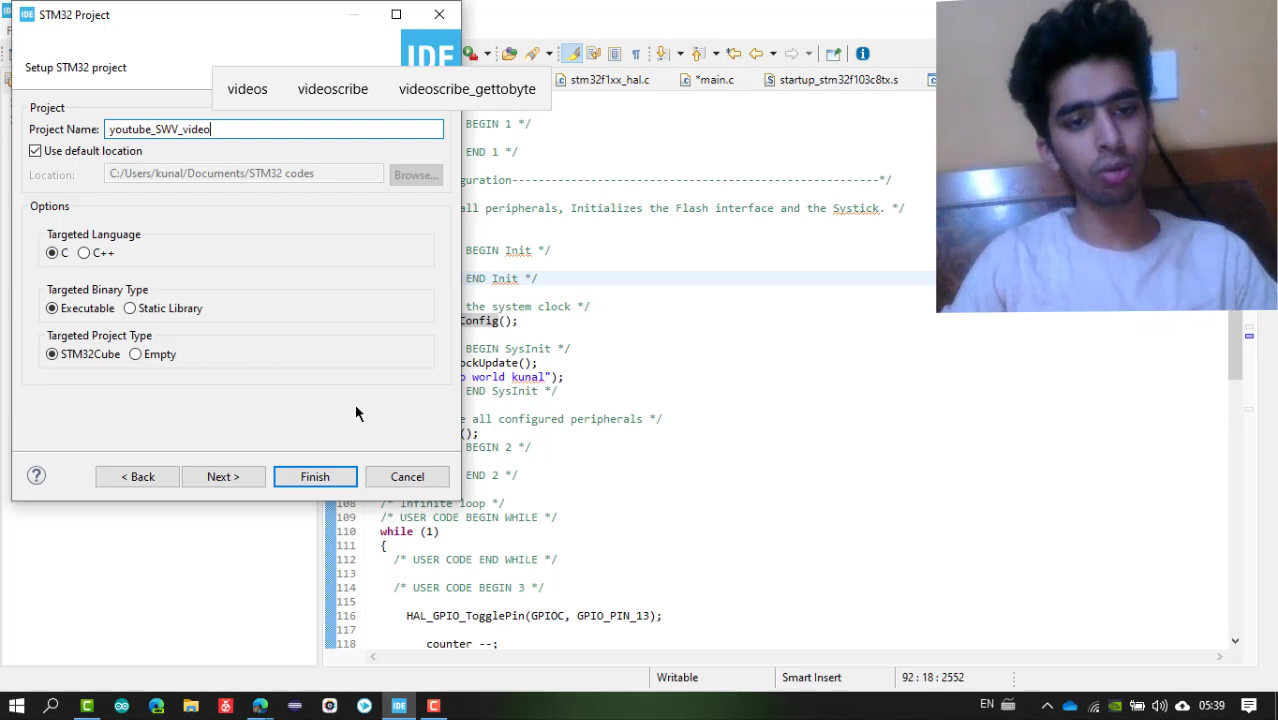 IDE STM32 Project
Setup STM32 project
IDE
videos videoscribe videoscribe_gettobyte
stm32f1xx_hal.c *main.c startup_stm32f103c8tx.s
Project
Project Name: youtube_SWV_video
Use default location
Location: C:/Users/kunal/Documents/STM32 codes Browse...
Options
Targeted Language
C C++
Targeted Binary Type
Executable Static Library
Targeted Project Type
STM32Cube Empty
? < Back Next > Finish Cancel
BEGIN 1 */
END 1 */
guration--------------------------------------------------------*/
all peripherals, Initializes the Flash interface and the Systick. */
BEGIN Init */
END Init */
the system clock */
Config();
BEGIN SysInit */
ockUpdate();
o world kunal");
END SysInit */
e all configured peripherals */
();
BEGIN 2 */
END 2 */
108 /* Infinite loop */
109 /* USER CODE BEGIN WHILE */
110 while (1)
111 {
112 /* USER CODE END WHILE */
113
114 /* USER CODE BEGIN 3 */
115
116 HAL_GPIO_TogglePin(GPIOC, GPIO_PIN_13);
117
118 counter --;
Writable Smart Insert 92 : 18 : 2552
IDE EN 05:39